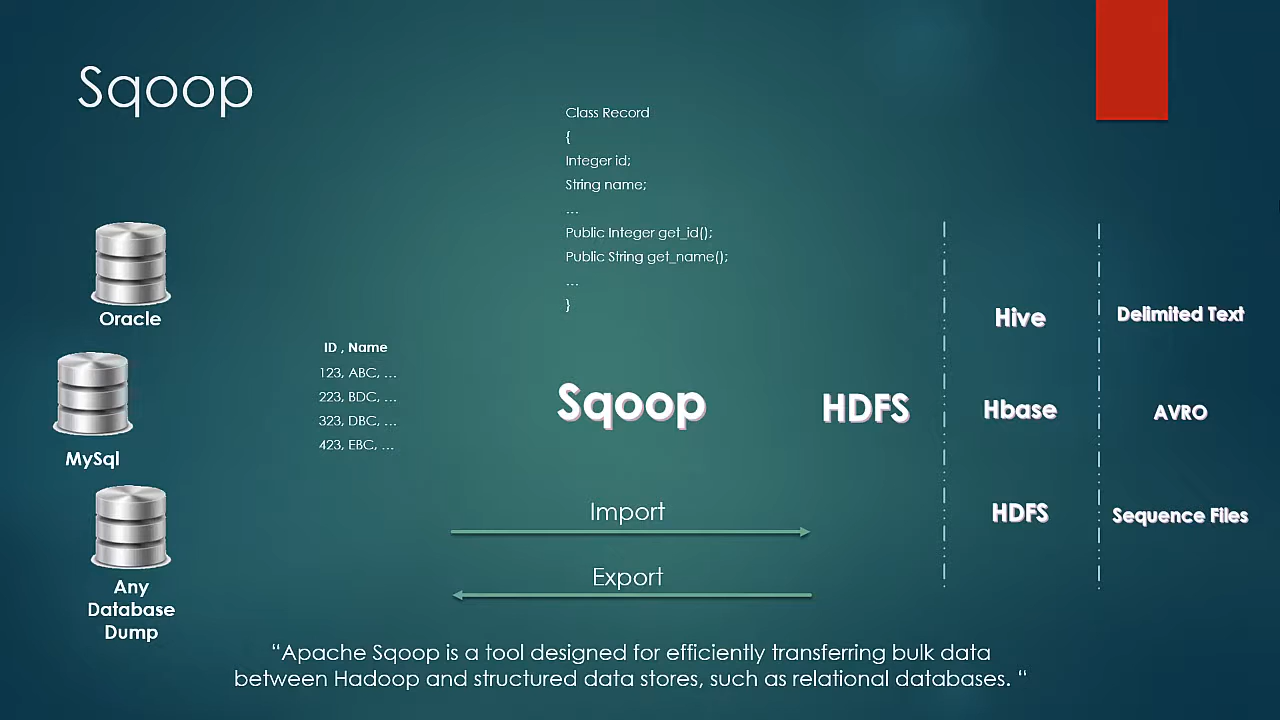 Sqoop
Class Record
{
Integer id;
String name;
...
Public Integer get_id();
Public String get_name();
...
}
Oracle
MySql
Any
Database
Dump
ID , Name
123, ABC, ...
223, BDC, ...
323, DBC, ...
423, EBC, ...
Sqoop
HDFS
Hive
Hbase
HDFS
Delimited Text
AVRO
Sequence Files
Import
Export
“Apache Sqoop is a tool designed for efficiently transferring bulk data
between Hadoop and structured data stores, such as relational databases. “